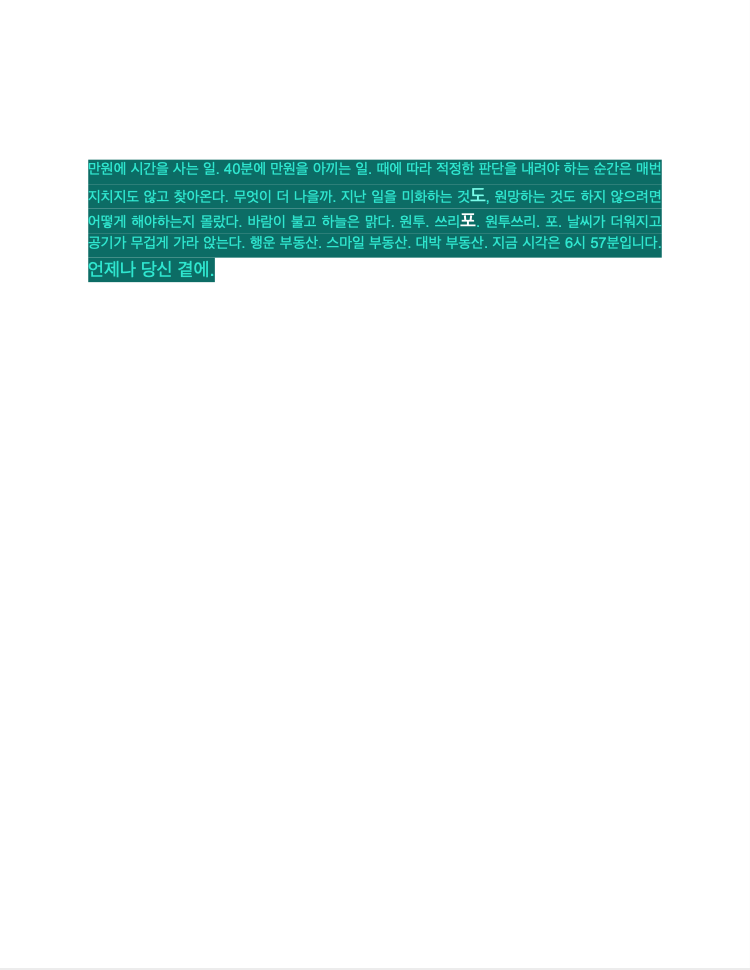 만원에 시간을 사는 일. 40분에 만원을 아끼는 일. 때에 따라 적정한 판단을 내려야 하는 순간은 매번
지치지도 않고 찾아온다. 무엇이 더 나을까. 지난 일을 미화하는 것도, 원망하는 것도 하지 않으려면
어떻게 해야하는지 몰랐다. 바람이 불고 하늘은 맑다. 원투. 쓰리포. 원투쓰리. 포. 날씨가 더워지고
공기가 무겁게 가라 앉는다. 행운 부동산. 스마일 부동산. 대박 부동산. 지금 시각은 6시 57분입니다.
언제나 당신 곁에.